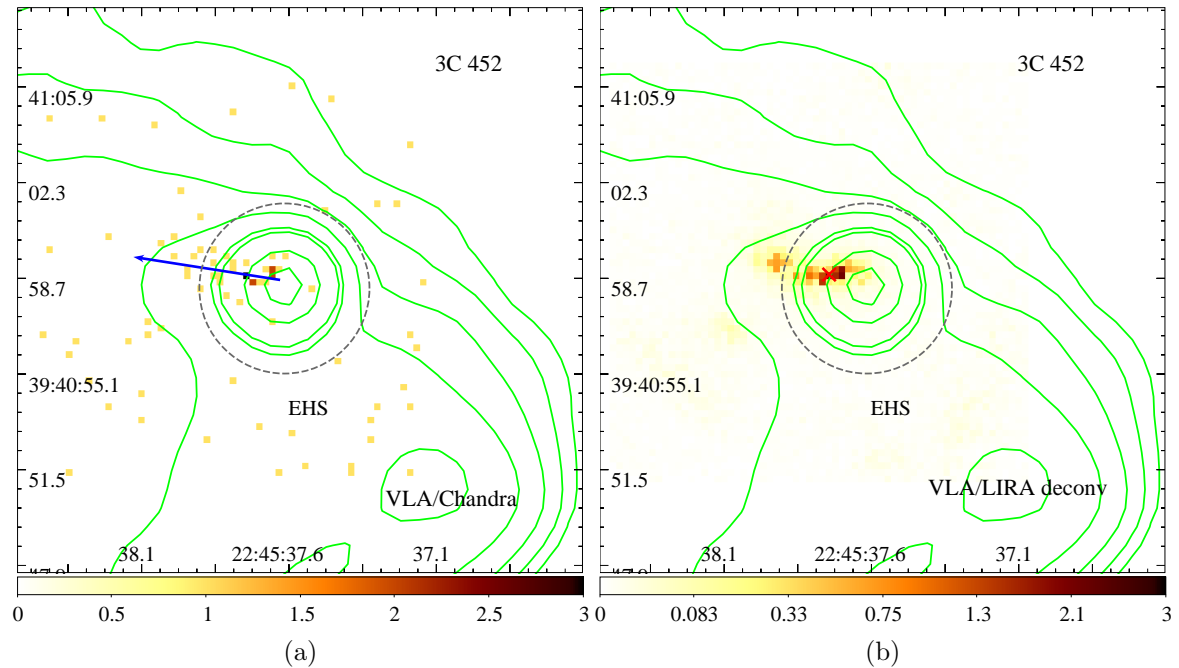 3C 452
41:05.9
02.3
58.7
39:40:55.1
EHS
51.5
VLA/Chandra
38.1 22:45:37.6 37.1
0 0.5 1 1.5 2 2.5 3
(a)
3C 452
41:05.9
02.3
58.7
39:40:55.1
EHS
51.5
VLA/LIRA deconv
38.1 22:45:37.6 37.1
0 0.083 0.33 0.75 1.3 2.1 3
(b)